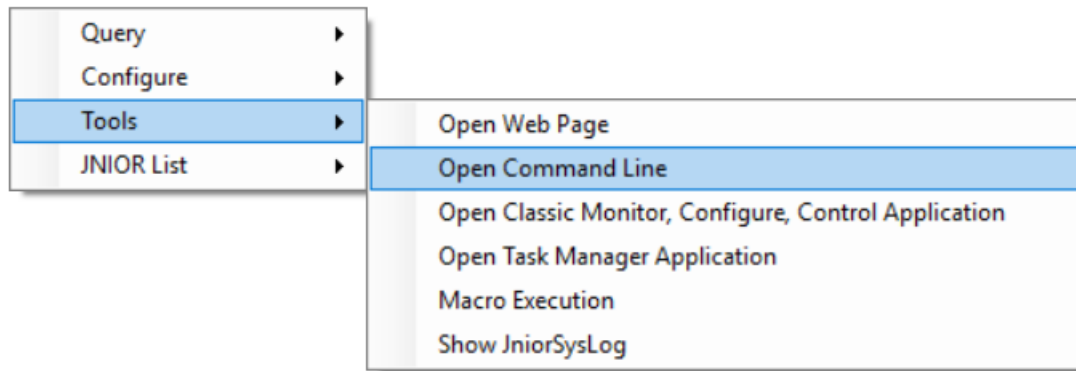 Query
Configure
Tools
JNIOR List
Open Web Page
Open Command Line
Open Classic Monitor, Configure, Control Application
Open Task Manager Application
Macro Execution
Show JniorSysLog